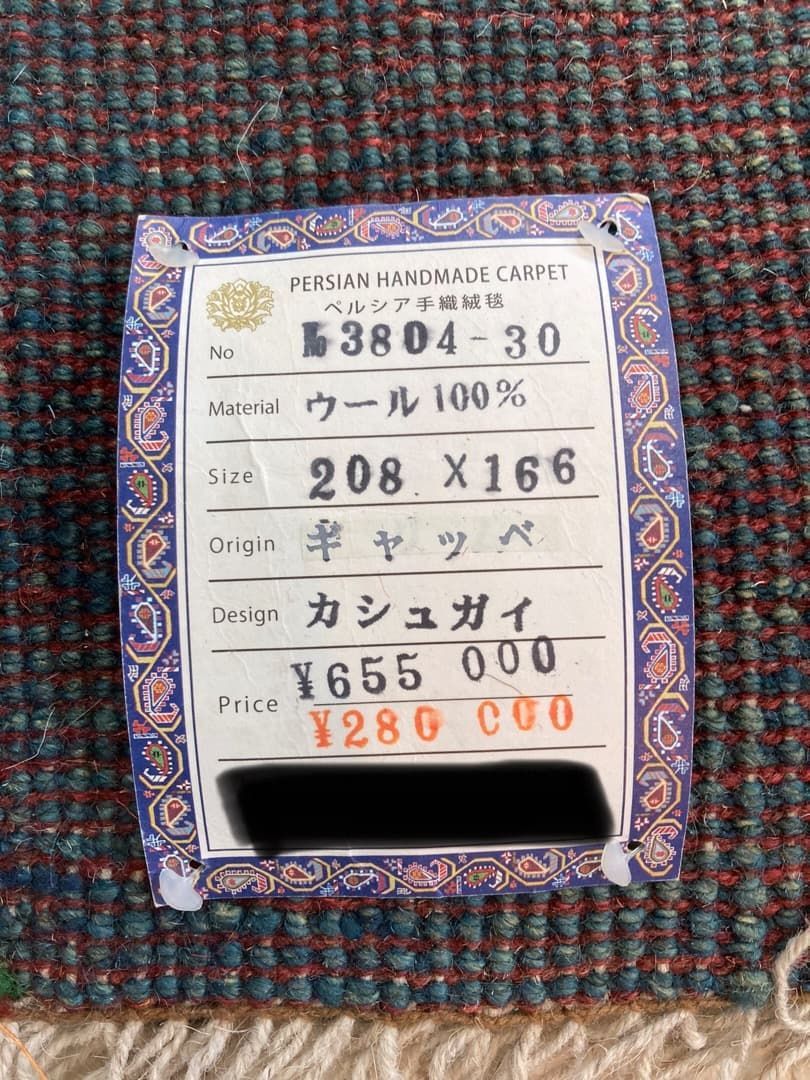 PERSIAN HANDMADE CARPET
ペルシア手織絨毯
No № 3804-30
Material ウール100%
Size 208 X 166
Origin ギャッベ
Design カシュガイ
Price ¥655 000
¥280 000